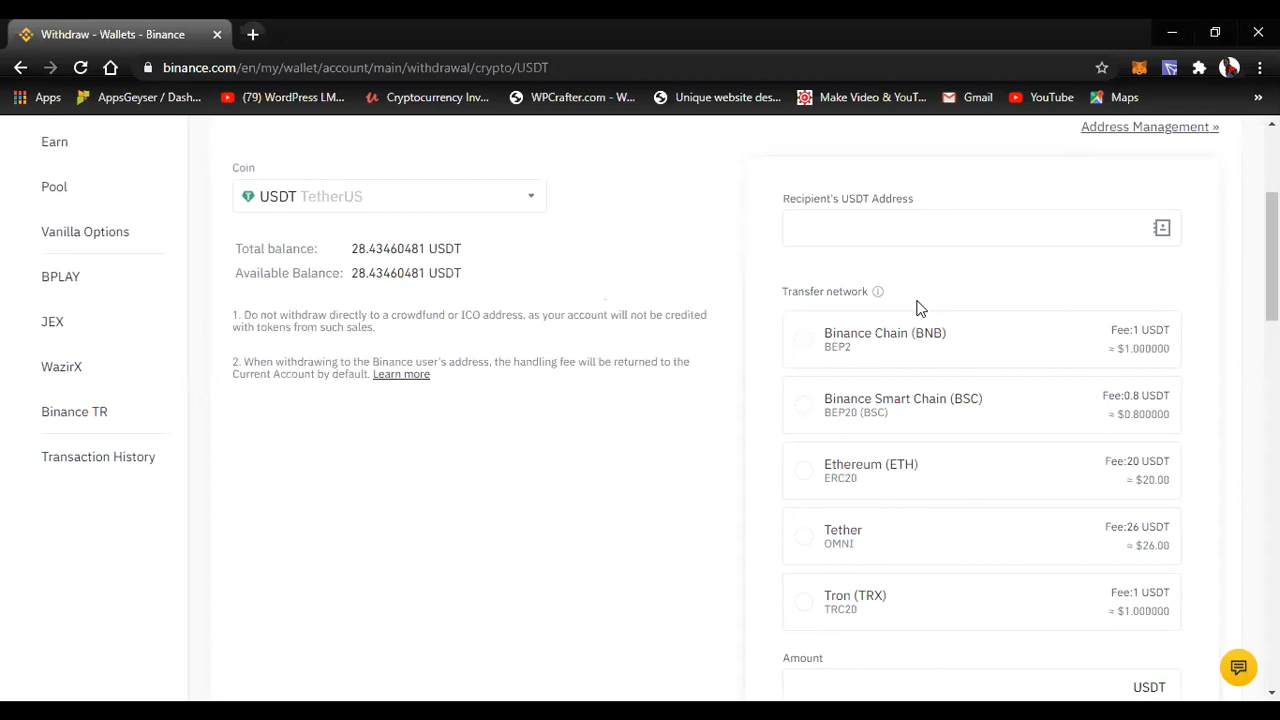 Withdraw - Wallets - Binance
binance.com/en/my/wallet/account/main/withdrawal/crypto/USDT
Apps
AppsGeyser / Dash...
(79) WordPress LM...
Cryptocurrency Inv...
WPCrafter.com - W...
Unique website des...
Make Video & YouT...
Gmail
YouTube
Maps
»
Address Management »
Earn
Pool
Vanilla Options
BPLAY
JEX
WazirX
Binance TR
Transaction History
Coin
USDT TetherUS
Total balance: 28.43460481 USDT
Available Balance: 28.43460481 USDT
1. Do not withdraw directly to a crowdfund or ICO address, as your account will not be credited
with tokens from such sales.
2. When withdrawing to the Binance user's address, the handling fee will be returned to the
Current Account by default. Learn more
Recipient's USDT Address
Transfer network
Binance Chain (BNB) Fee:1 USDT
BEP2 ≈ $1.000000
Binance Smart Chain (BSC) Fee:0.8 USDT
BEP20 (BSC) ≈ $0.800000
Ethereum (ETH) Fee:20 USDT
ERC20 ≈ $20.00
Tether Fee:26 USDT
OMNI ≈ $26.00
Tron (TRX) Fee:1 USDT
TRC20 ≈ $1.000000
Amount
USDT